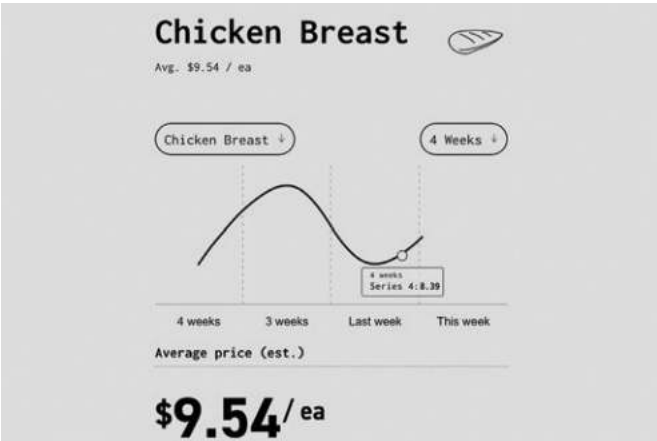 Chicken Breast
Avg. $9.54 / ea
Chicken Breast ↓ 4 Weeks ↓
4 weeks
Series 4:8.39
4 weeks 3 weeks Last week This week
Average price (est.)
$9.54/ea